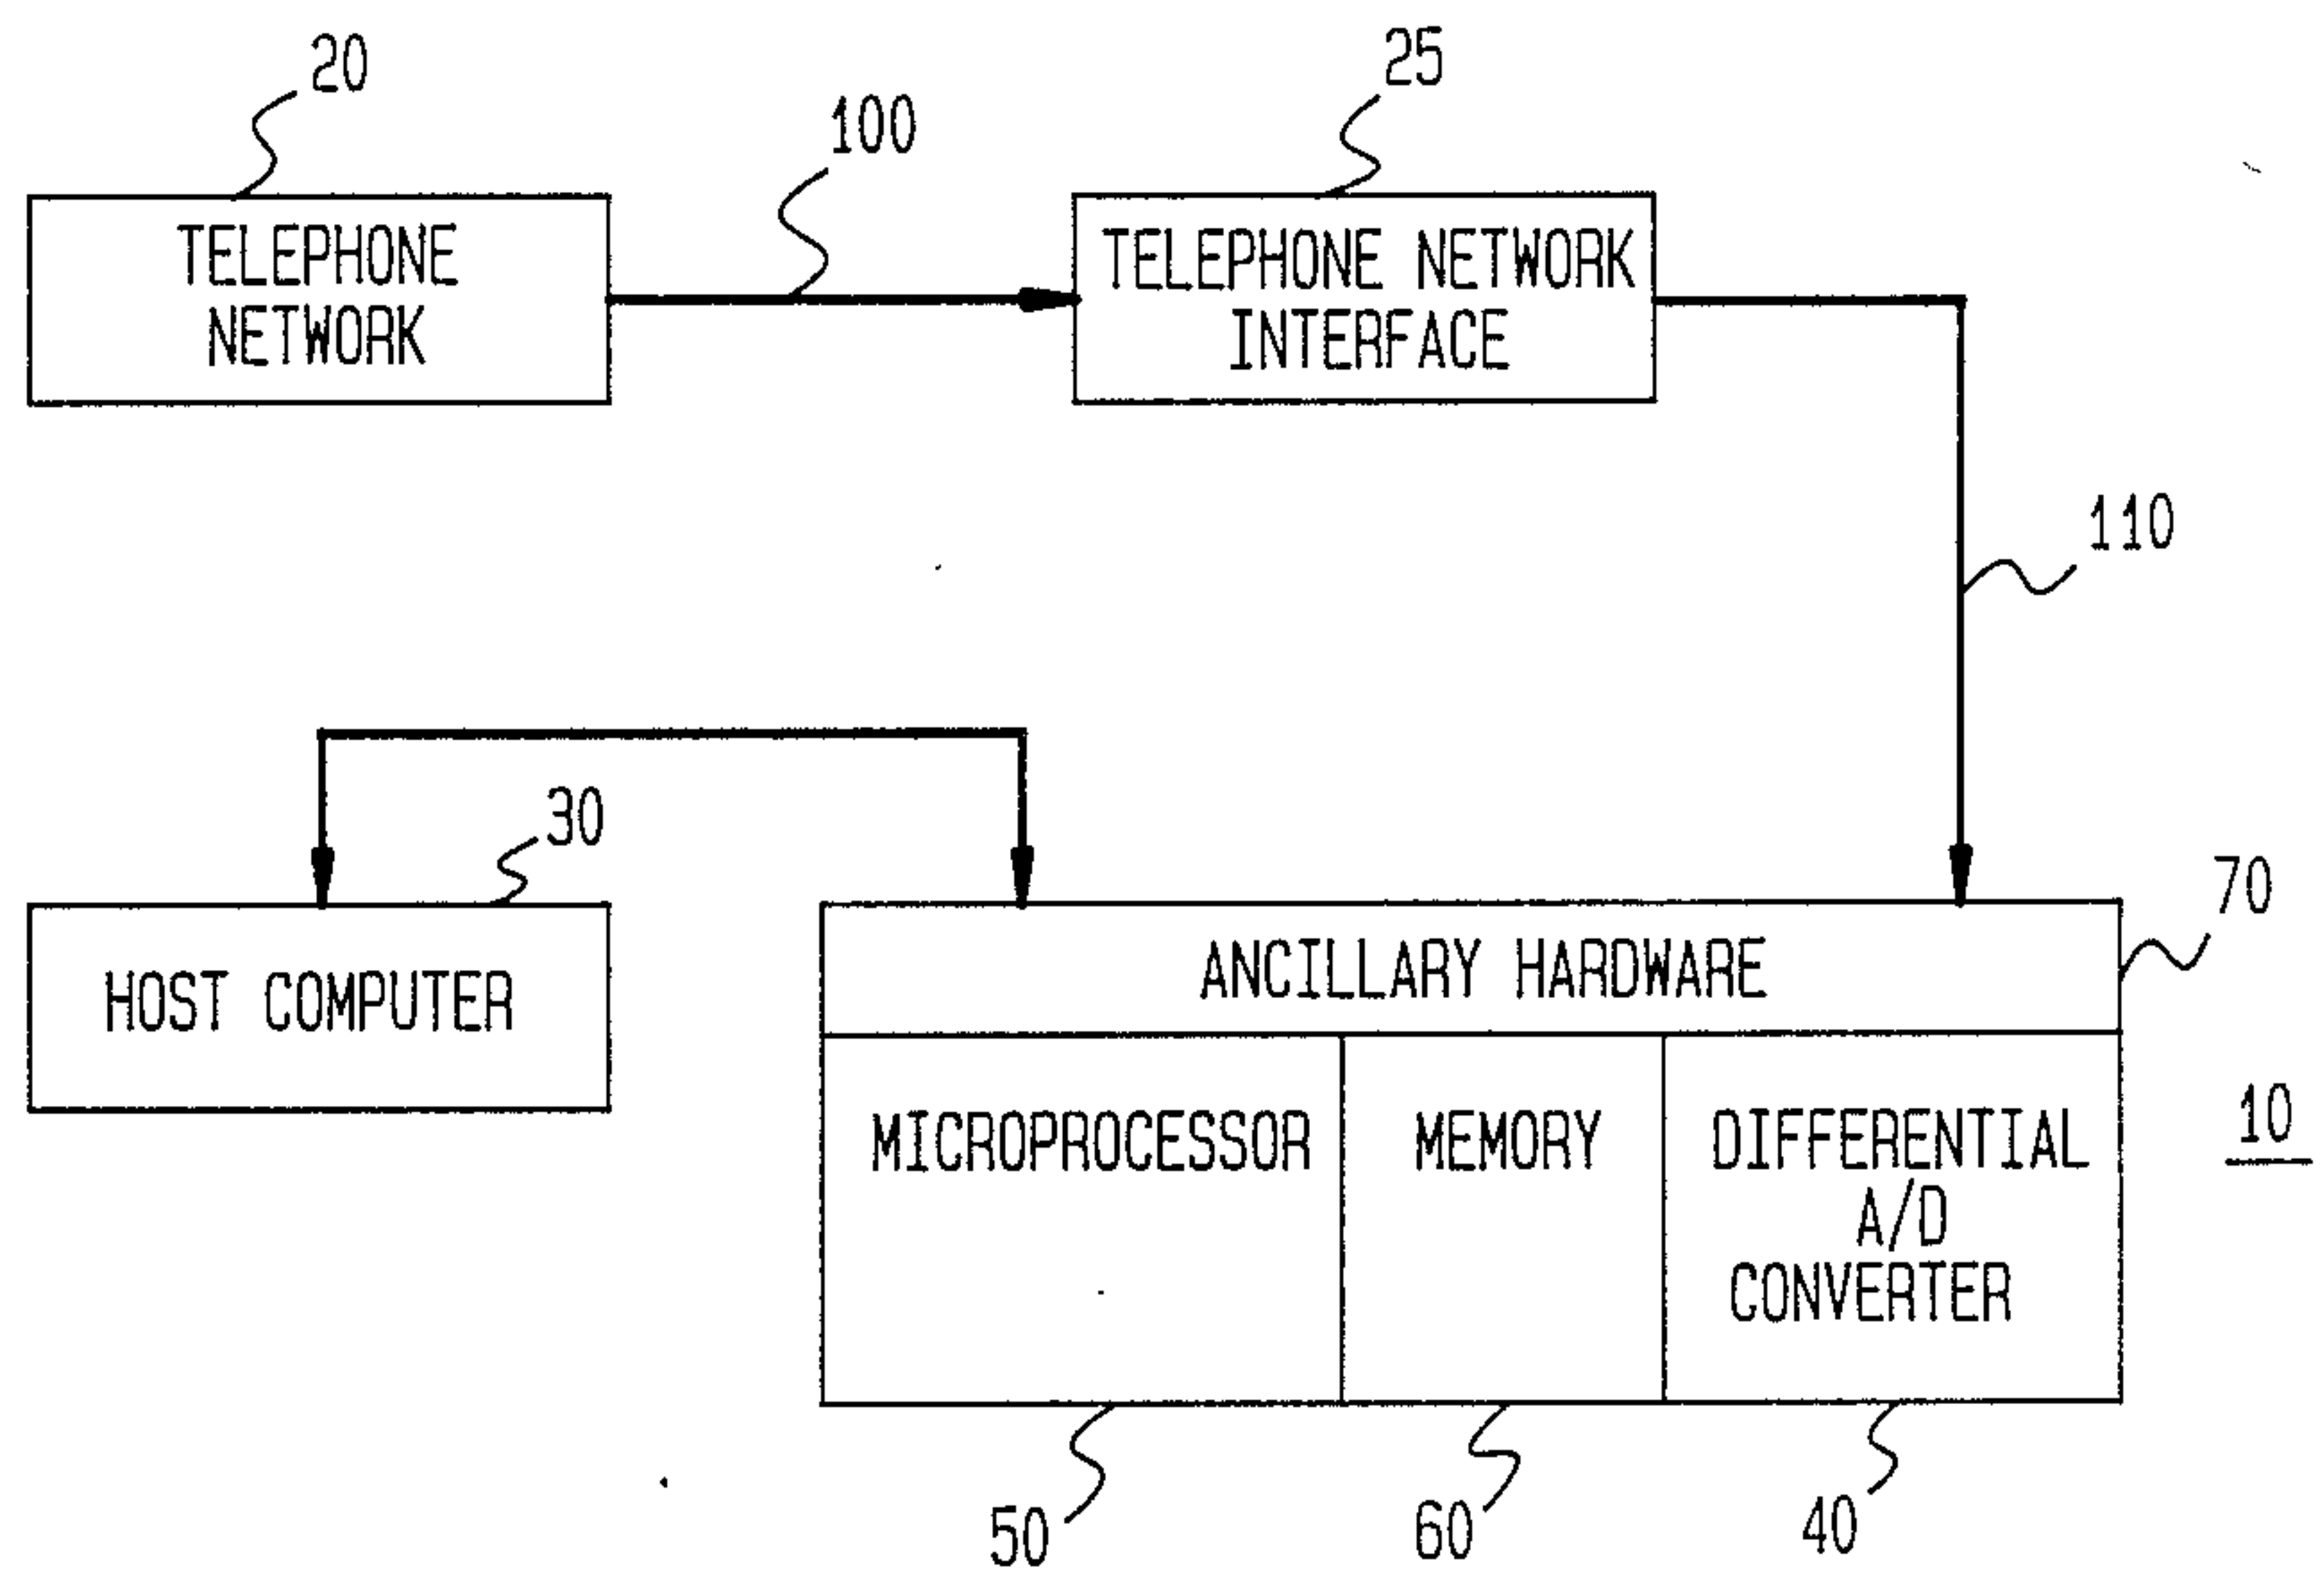 20
100
25
TELEPHONE
NETWORK
TELEPHONE NETWORK
INTERFACE
110
30
70
HOST COMPUTER
ANCILLARY HARDWARE
MICROPROCESSOR
MEMORY
DIFFERENTIAL
A/D
CONVERTER
10
50
60
40